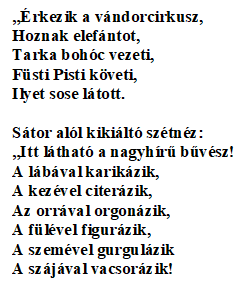 „Érkezik a vándorcirkusz,
Hoznak elefántot,
Tarka bohóc vezeti,
Füsti Pisti követi,
Ilyet sose látott.

Sátor alól kikiáltó szétnéz:
„Itt látható a nagyhírű bűvész!
A lábával karikázik,
A kezével citerázik,
Az orrával orgonázik,
A fülével figurázik,
A szemével gurgulázik
A szájával vacsorázik!